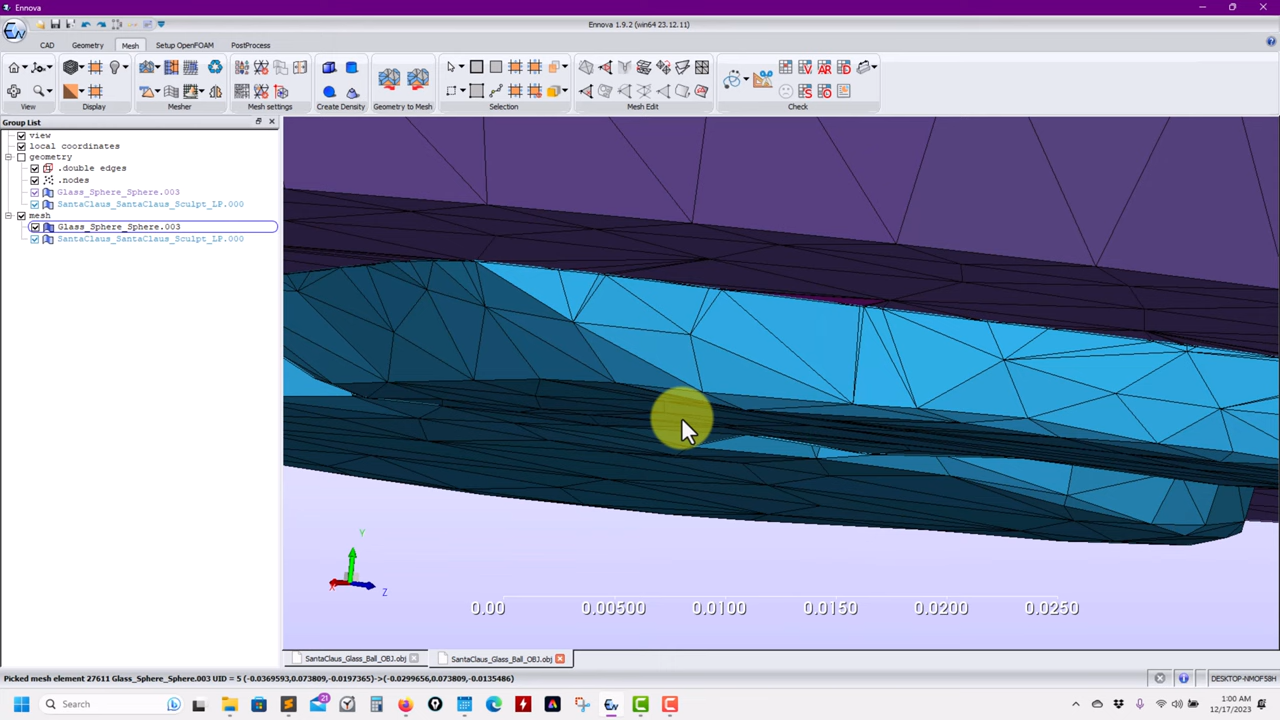 Ennova
Ennova 1.9.2 (win64 23.12.11)
CAD Geometry Mesh Setup OpenFOAM PostProcess
View Display Mesher Mesh settings Create Density Geometry to Mesh Selection Mesh Edit Check
Group List
view
local coordinates
geometry
.double edges
.nodes
Glass_Sphere_Sphere.003
SantaClaus_SantaClaus_Sculpt_LP.000
mesh
Glass_Sphere_Sphere.003
SantaClaus_SantaClaus_Sculpt_LP.000
Y
X
Z
0.00 0.00500 0.0100 0.0150 0.0200 0.0250
SantaClaus_Glass_Ball_OBJ.obj SantaClaus_Glass_Ball_OBJ.obj
Picked mesh element 27611 Glass_Sphere_Sphere.003 UID = 5 (-0.0369593,0.073809,-0.0197365)->(-0.0299656,0.073809,-0.0135486)
DESKTOP-NMOF58H
Search
21
1:00 AM
12/17/2023